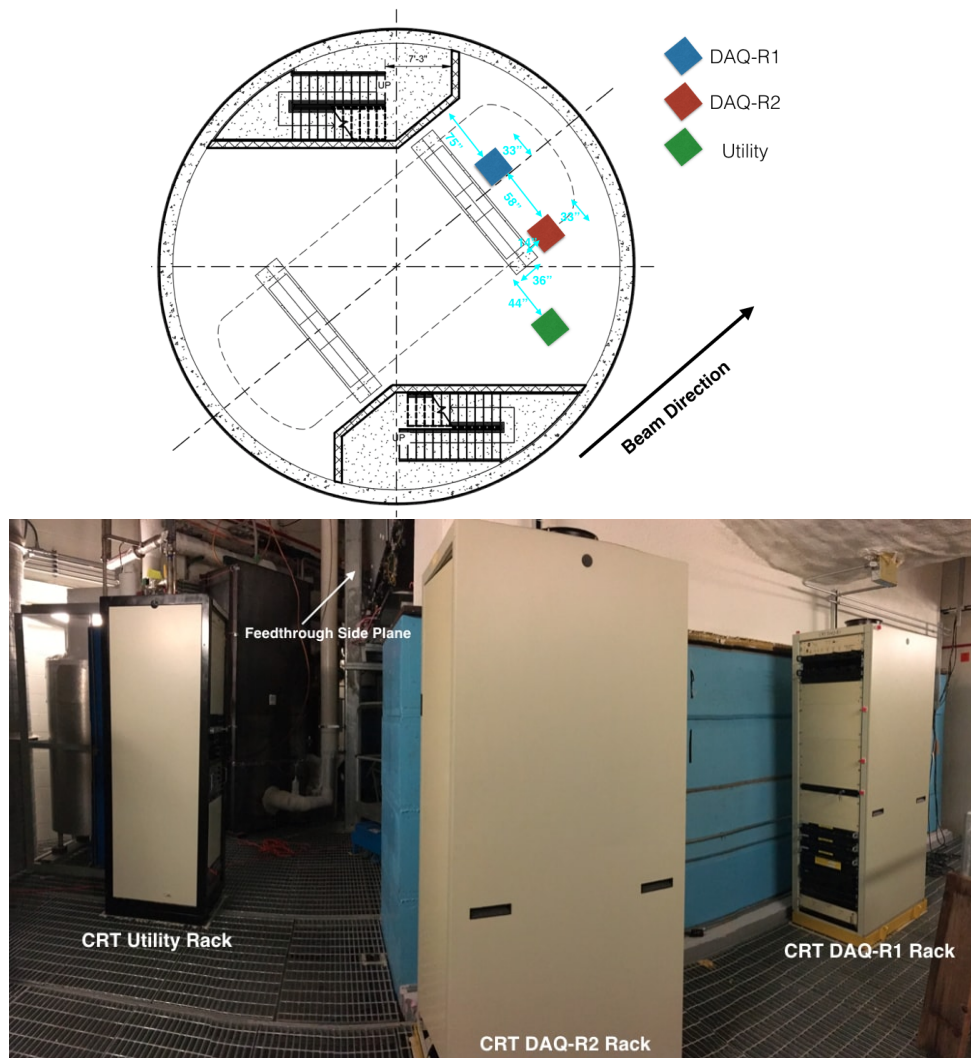 7'-3"
UP
DAQ-R1
DAQ-R2
Utility
75"
33"
58"
33"
14"
36"
44"
UP
Beam Direction
Feedthrough Side Plane
CRT Utility Rack
CRT DAQ-R1 Rack
CRT DAQ-R2 Rack